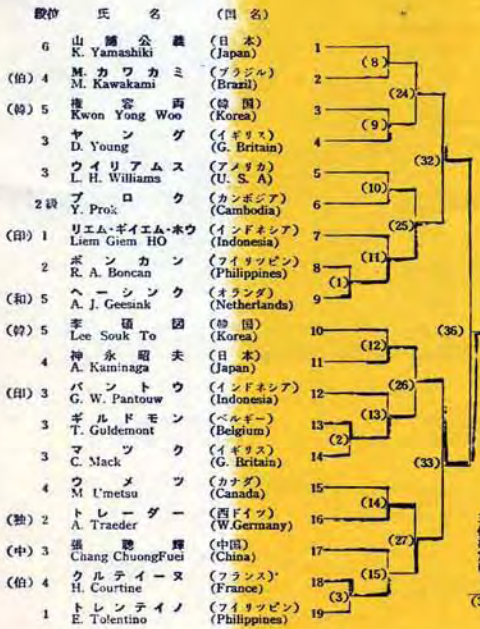 段位 氏名 (国名)
6 山舗公義 (日本) 1
K. Yamashiki (Japan)
(8)
(伯) 4 M.カワカミ (ブラジル) 2
M. Kawakami (Brazil)
(24)
(韓) 5 権容両 (韓国) 3
Kwon Yong Woo (Korea)
(9)
3 ヤング (イギリス) 4
D. Young (G. Britain)
(32)
3 ウイリアムス (アメリカ) 5
L. H. Williams (U. S. A)
(10)
2級 プロク (カンボジア) 6
Y. Prok (Cambodia)
(25)
(印) 1 リエム・ギイエム・ホウ (インドネシア) 7
Liem Giem HO (Indonesia)
(11)
2 ボンカン (フイリッピン) 8
R. A. Boncan (Philippines)
(1)
(和) 5 ヘーシンク (オランダ) 9
A. J. Geesink (Netherlands)
(韓) 5 李碩図 (韓国) 10
Lee Souk To (Korea)
(36)
(12)
4 神永昭夫 (日本) 11
A. Kaminaga (Japan)
(26)
(印) 3 パントウ (インドネシア) 12
G. W. Pantouw (Indonesia)
(13)
3 ギルドモン (ベルギー) 13
T. Guldemont (Belgium)
(2)
3 マック (イギリス) 14
C. Mack (G. Britain)
(33)
4 ウメツ (カナダ) 15
M Umetsu (Canada)
(14)
(独) 2 トレーダー (西ドイツ) 16
A. Traeder (W.Germany)
(27)
(中) 3 張聰輝 (中国) 17
Chang ChuongFuei (China)
(15)
(伯) 4 クルテイーヌ (フランス) 18
H. Courtine (France)
(3)
1 トレンテイノ (フイリッピン) 19
E. Tolentino (Philippines)